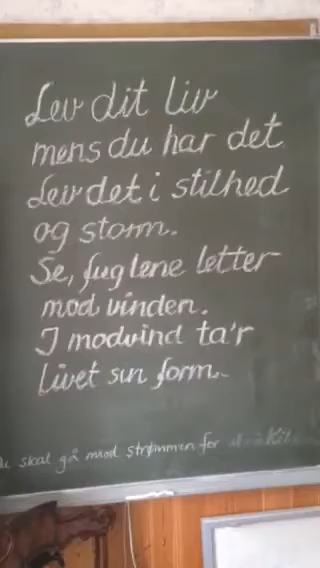 Lev dit liv
mens du har det
Lev det i stilhed
og storm.
Se, fuglene letter
mod vinden.
I modvind ta'r
livet sin form.
du skal gå mod strømmen for